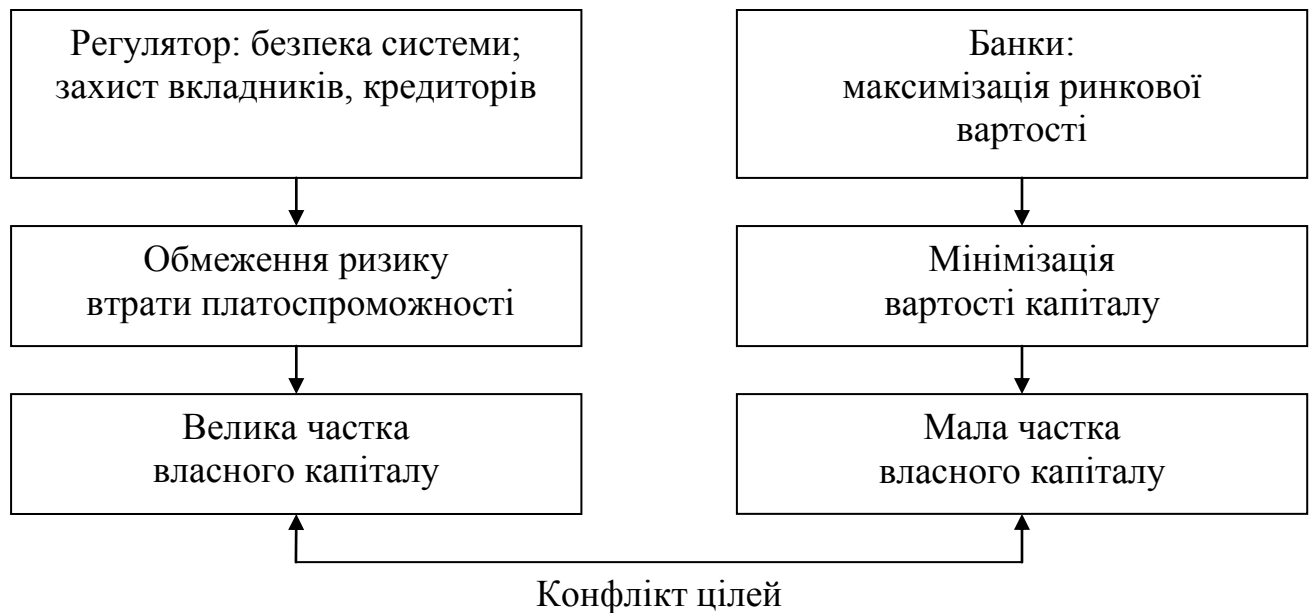 Регулятор: безпека системи;
захист вкладників, кредиторів
Банки:
максимізація ринкової
вартості
Обмеження ризику
втрати платоспроможності
Мінімізація
вартості капіталу
Велика частка
власного капіталу
Мала частка
власного капіталу
Конфлікт цілей